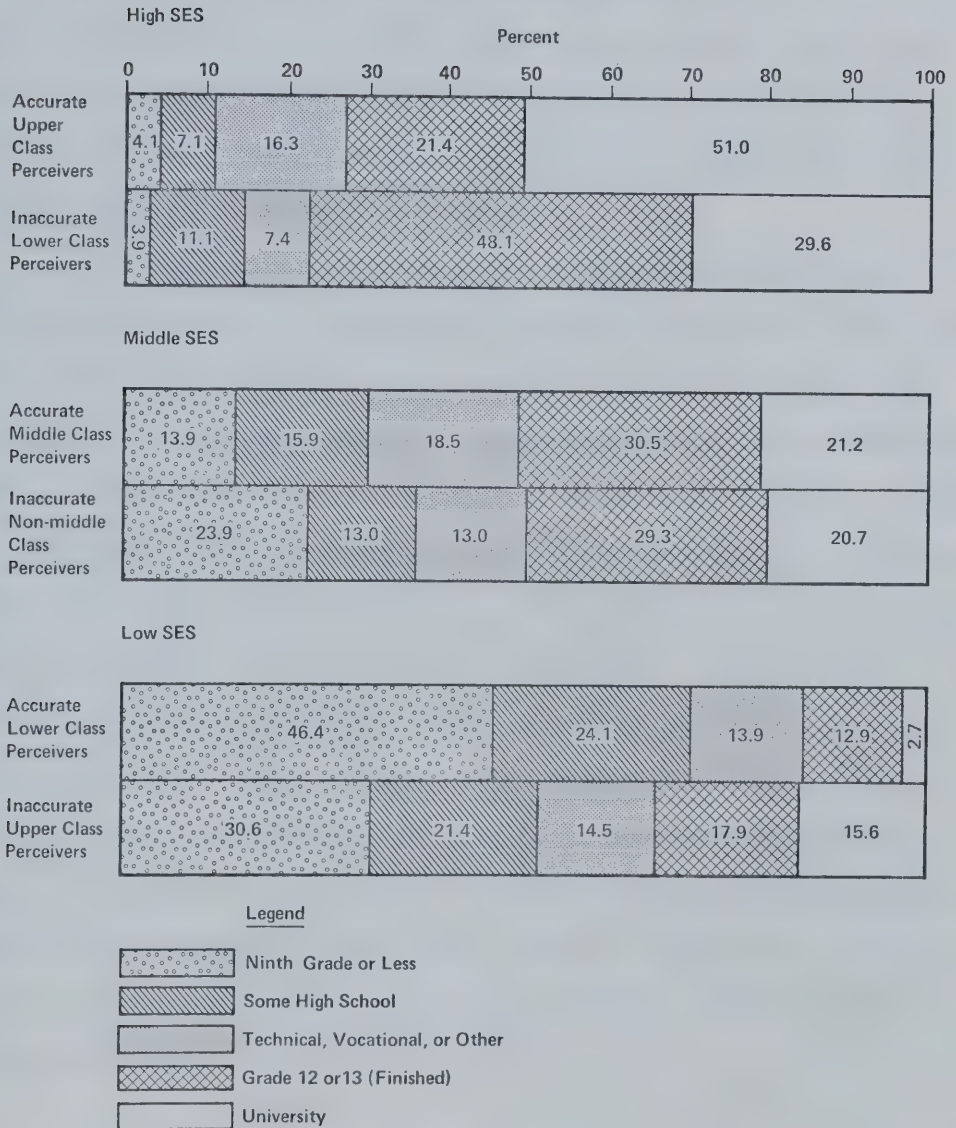 High SES
Percent
0 10 20 30 40 50 60 70 80 90 100
Accurate
Upper
Class
Perceivers
4.1 7.1 16.3 21.4 51.0
Inaccurate
Lower Class
Perceivers
3.9 11.1 7.4 48.1 29.6
Middle SES
Accurate
Middle Class
Perceivers
13.9 15.9 18.5 30.5 21.2
Inaccurate
Non-middle
Class
Perceivers
23.9 13.0 13.0 29.3 20.7
Low SES
Accurate
Lower Class
Perceivers
46.4 24.1 13.9 12.9 2.7
Inaccurate
Upper Class
Perceivers
30.6 21.4 14.5 17.9 15.6
Legend
Ninth Grade or Less
Some High School
Technical, Vocational, or Other
Grade 12 or13 (Finished)
University